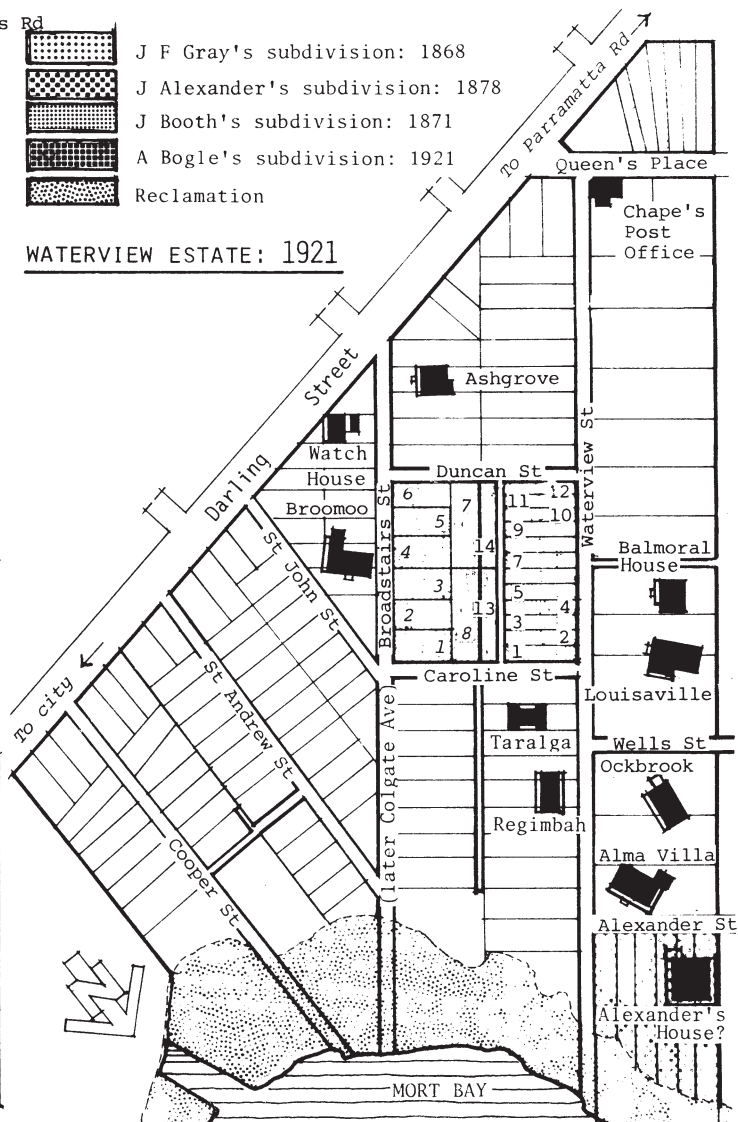 s Rd
J F Gray's subdivision: 1868
J Alexander's subdivision: 1878
J Booth's subdivision: 1871
A Bogle's subdivision: 1921
Reclamation
WATERVIEW ESTATE: 1921
To Parramatta Rd
Queen's Place
Chape's
Post
Office
Darling Street
Ashgrove
Watch
House
Broomoo
Duncan St
Waterview St
Broadstairs St
(later Colgate Ave)
6
5
4
3
2
1
7
14
13
8
11
12
10
9
7
5
4
3
2
1
Balmoral
House
Louisaville
St John St
St Andrew St
Cooper St
To city
Caroline St
Taralga
Regimbah
Wells St
Ockbrook
Alma Villa
Alexander St
Alexander's
House?
MORT BAY